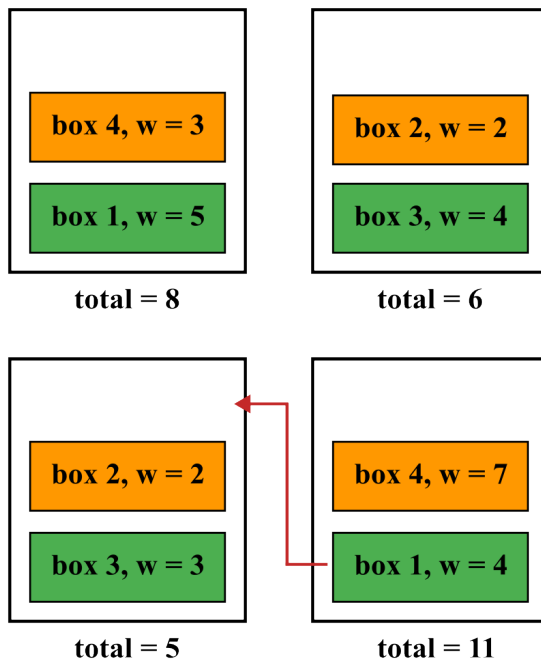 box 4, w = 3
box 1, w = 5
total = 8
box 2, w = 2
box 3, w = 4
total = 6
box 2, w = 2
box 3, w = 3
total = 5
box 4, w = 7
box 1, w = 4
total = 11